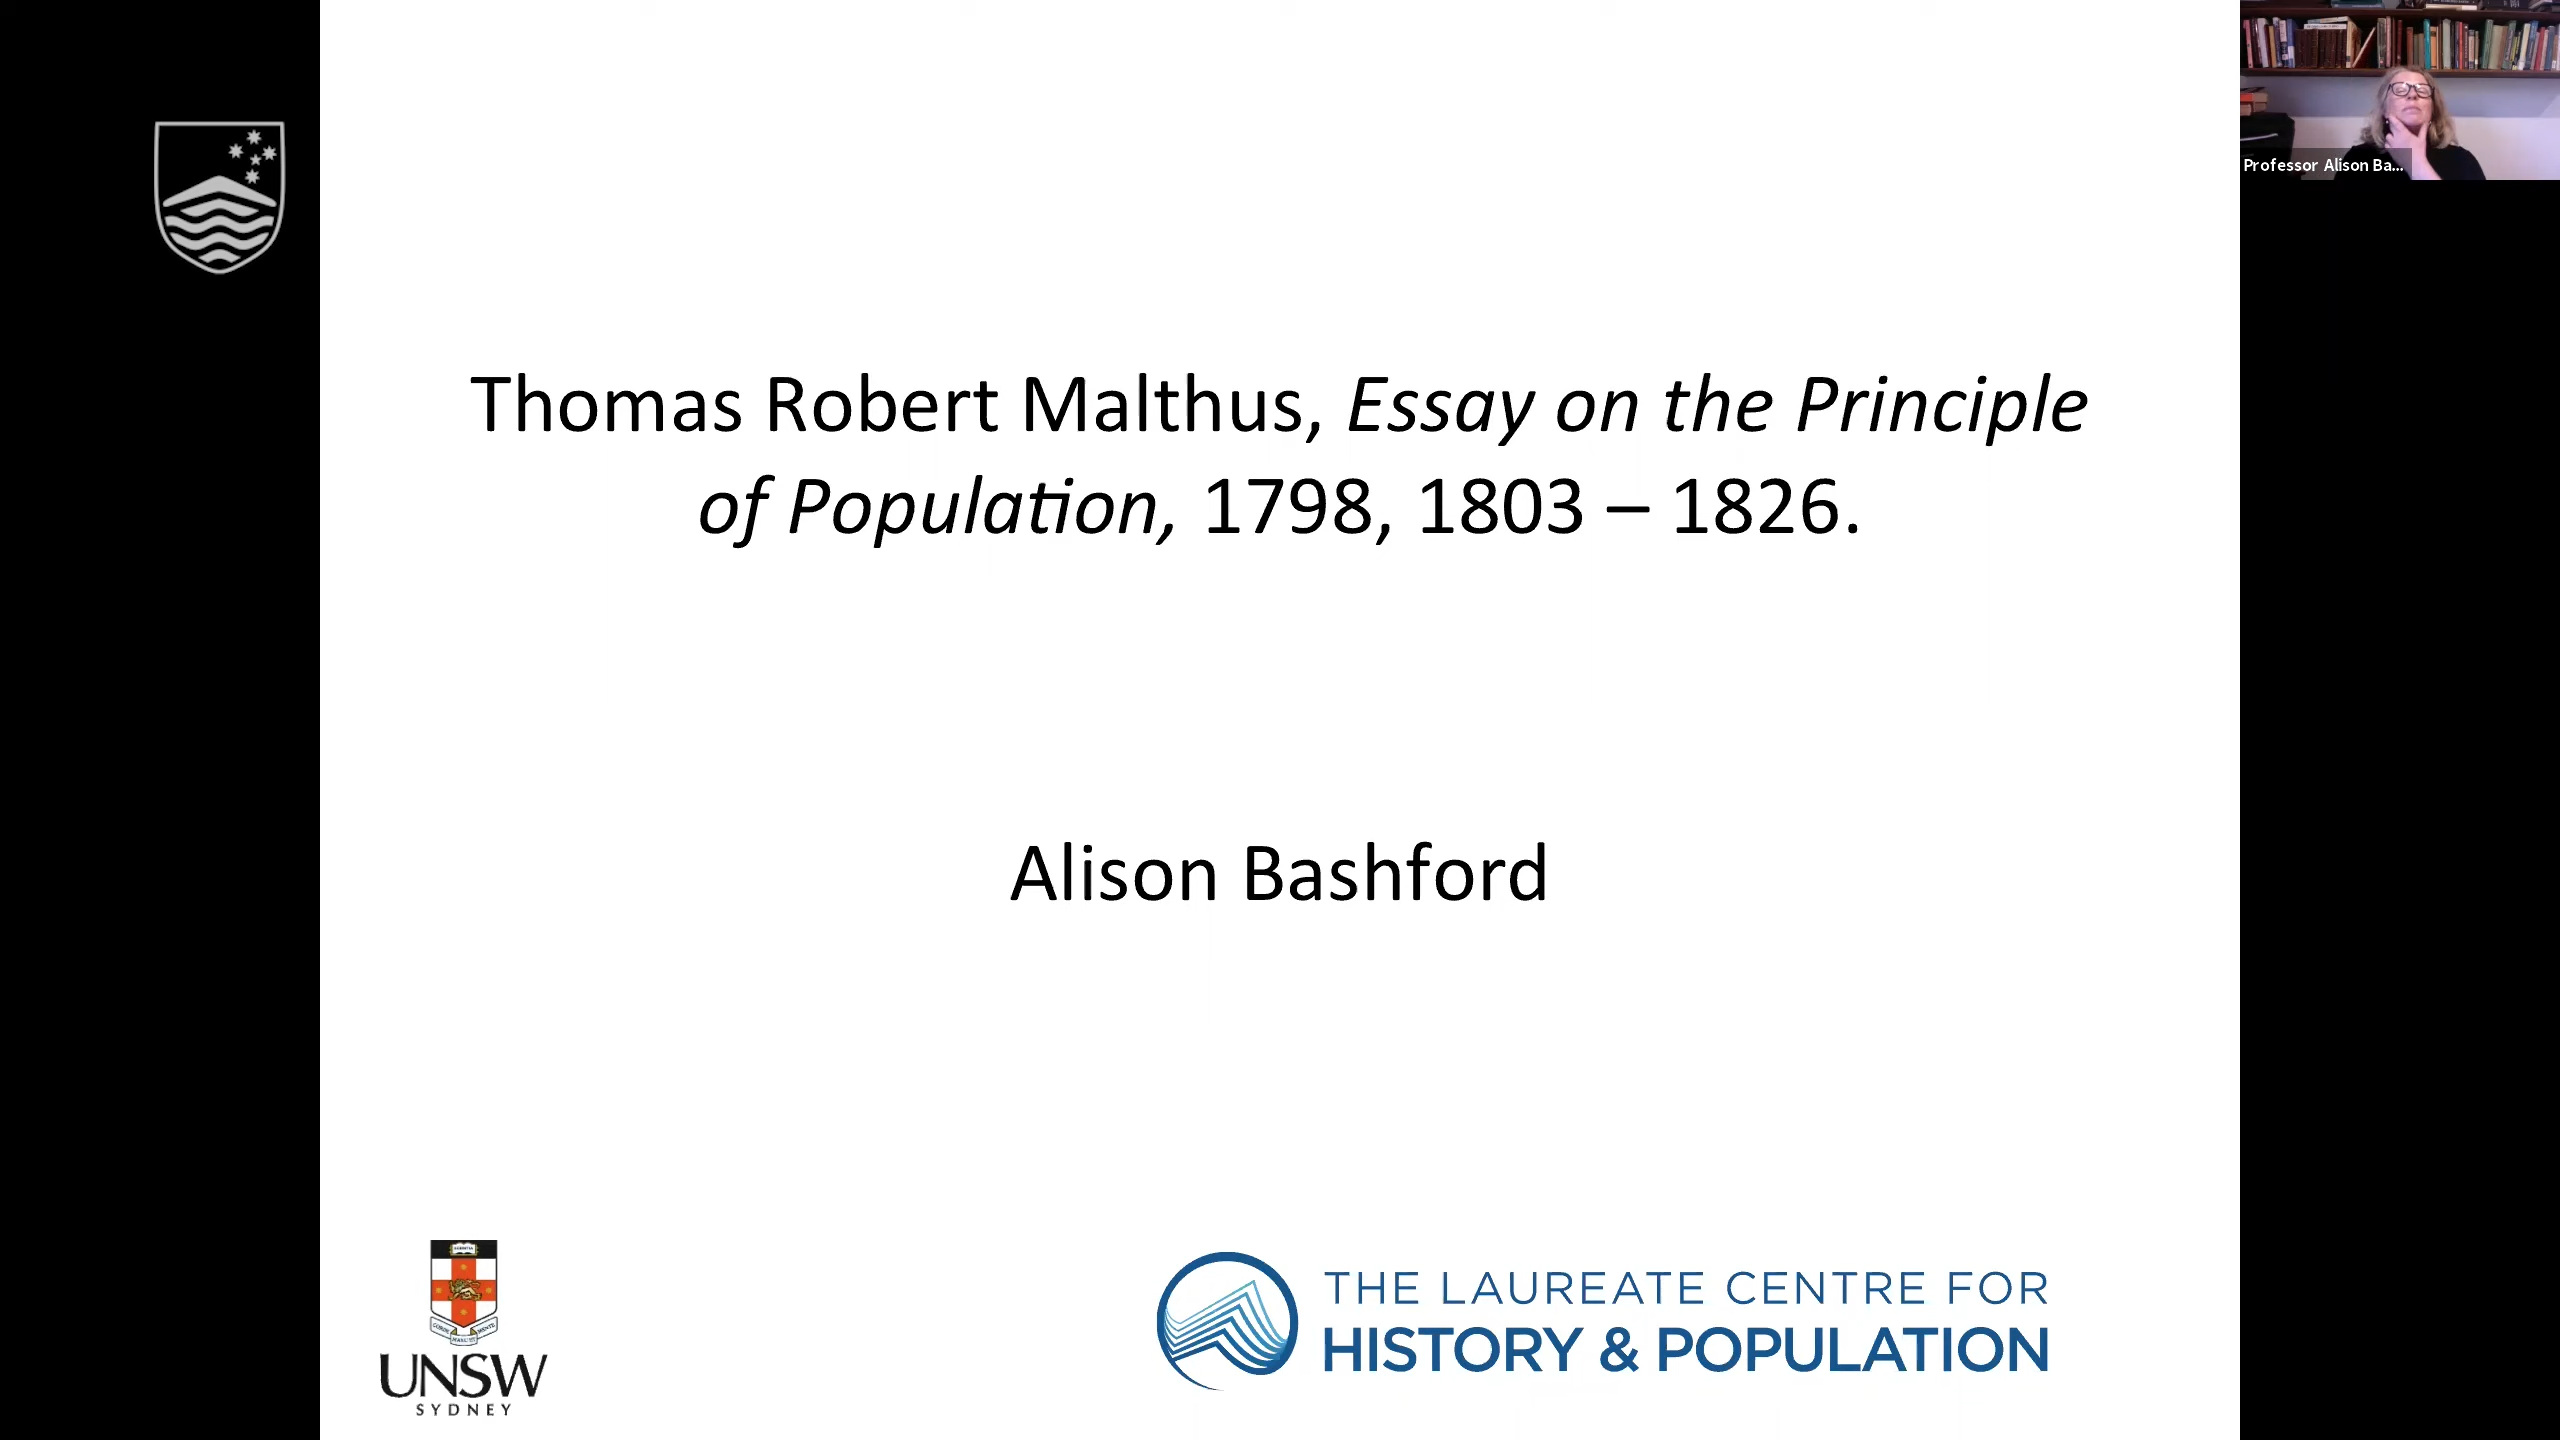 Professor Alison Ba...
Thomas Robert Malthus, Essay on the Principle
of Population, 1798, 1803 – 1826.
Alison Bashford
UNSW
SYDNEY
THE LAUREATE CENTRE FOR
HISTORY & POPULATION